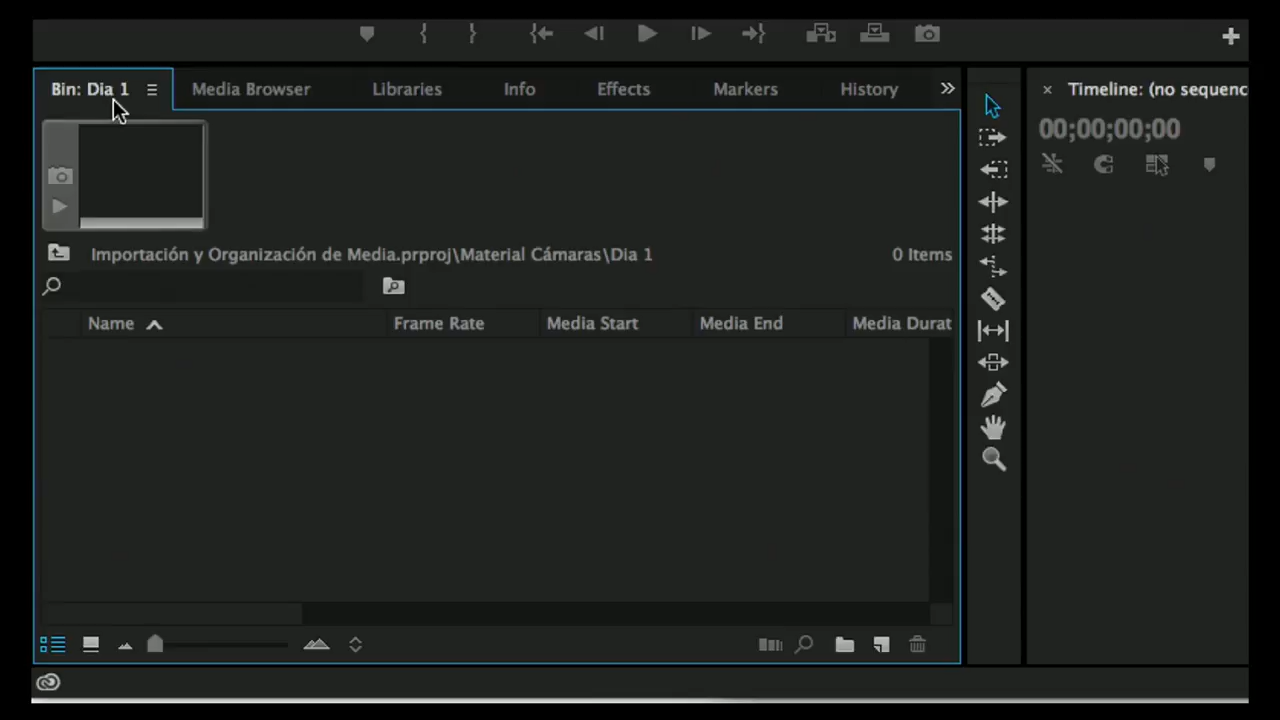 Bin: Dia 1
Media Browser
Libraries
Info
Effects
Markers
History
Timeline: (no sequenc
00;00;00;00
Importación y Organización de Media.prproj\Material Cámaras\Dia 1
0 Items
Name
Frame Rate
Media Start
Media End
Media Durat